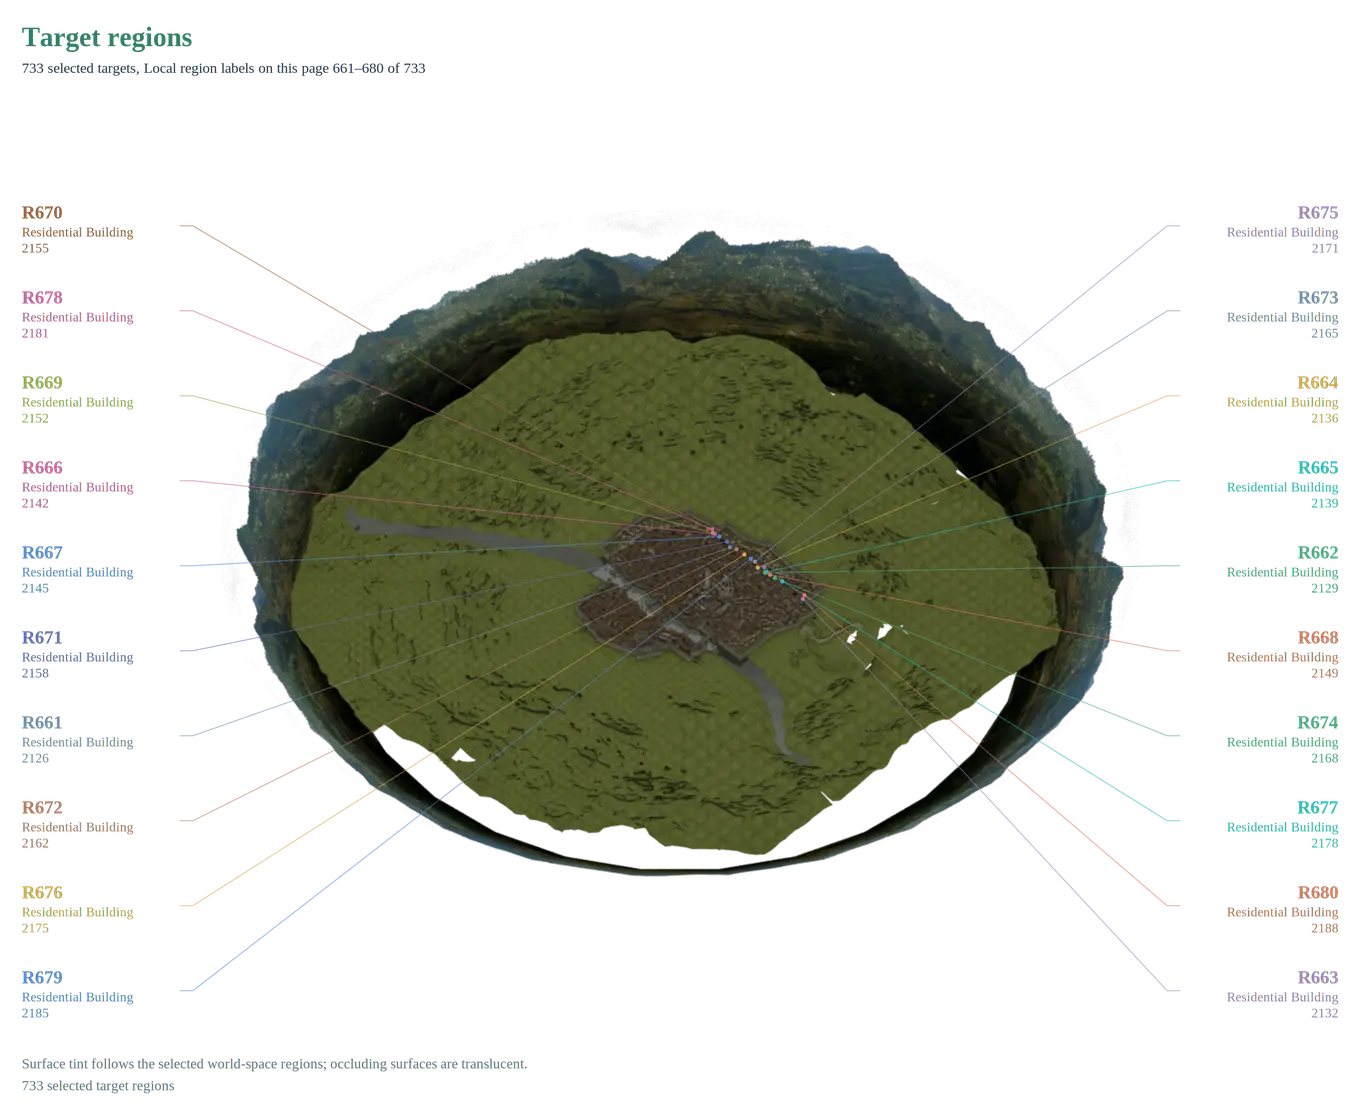 Target regions
733 selected targets, Local region labels on this page 661–680 of 733
R670
Residential Building
2155
R678
Residential Building
2181
R669
Residential Building
2152
R666
Residential Building
2142
R667
Residential Building
2145
R671
Residential Building
2158
R661
Residential Building
2126
R672
Residential Building
2162
R676
Residential Building
2175
R679
Residential Building
2185
R675
Residential Building
2171
R673
Residential Building
2165
R664
Residential Building
2136
R665
Residential Building
2139
R662
Residential Building
2129
R668
Residential Building
2149
R674
Residential Building
2168
R677
Residential Building
2178
R680
Residential Building
2188
R663
Residential Building
2132
Surface tint follows the selected world-space regions; occluding surfaces are translucent.
733 selected target regions